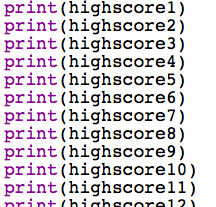 print(highscore1)
print(highscore2)
print(highscore3)
print(highscore4)
print(highscore5)
print(highscore6)
print(highscore7)
print(highscore8)
print(highscore9)
print(highscore10)
print(highscore11)
print(highscore12)